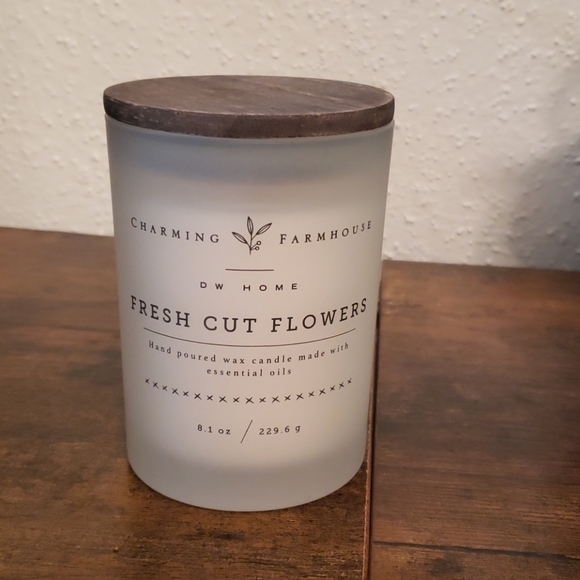 CHARMING FARMHOUSE
DW HOME
FRESH CUT FLOWERS
Hand poured wax candle made with
essential oils
xxxxxxxxxxxxxxxxxx
8.1 oz / 229.6 g